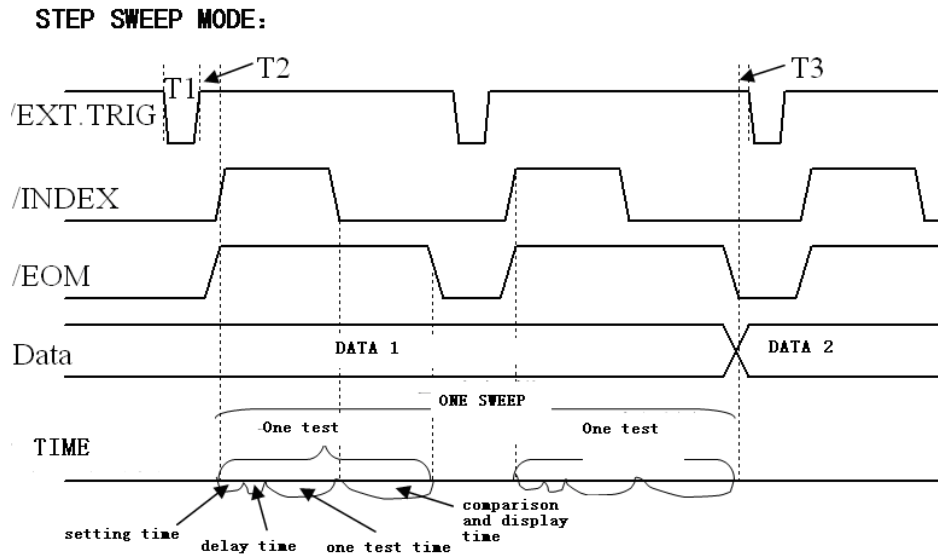 STEP SWEEP MODE:
T1
T2
T3
/EXT.TRIG
/INDEX
/EOM
Data
DATA 1
DATA 2
ONE SWEEP
One test
One test
TIME
setting time
delay time
one test time
comparison
and display
time